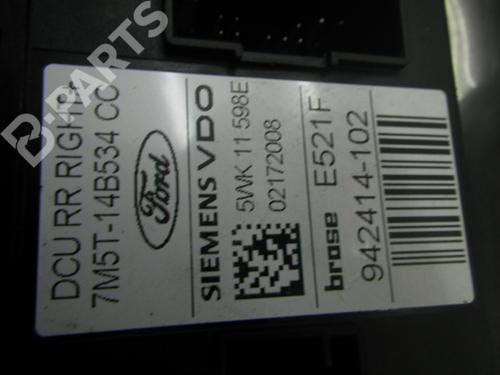 DCU RR RIGHT
7M5T-14B534 CC
Ford
SIEMENS VDO
5WK 11 598E
02172008
brose E521F
942414-102
B-PARTS